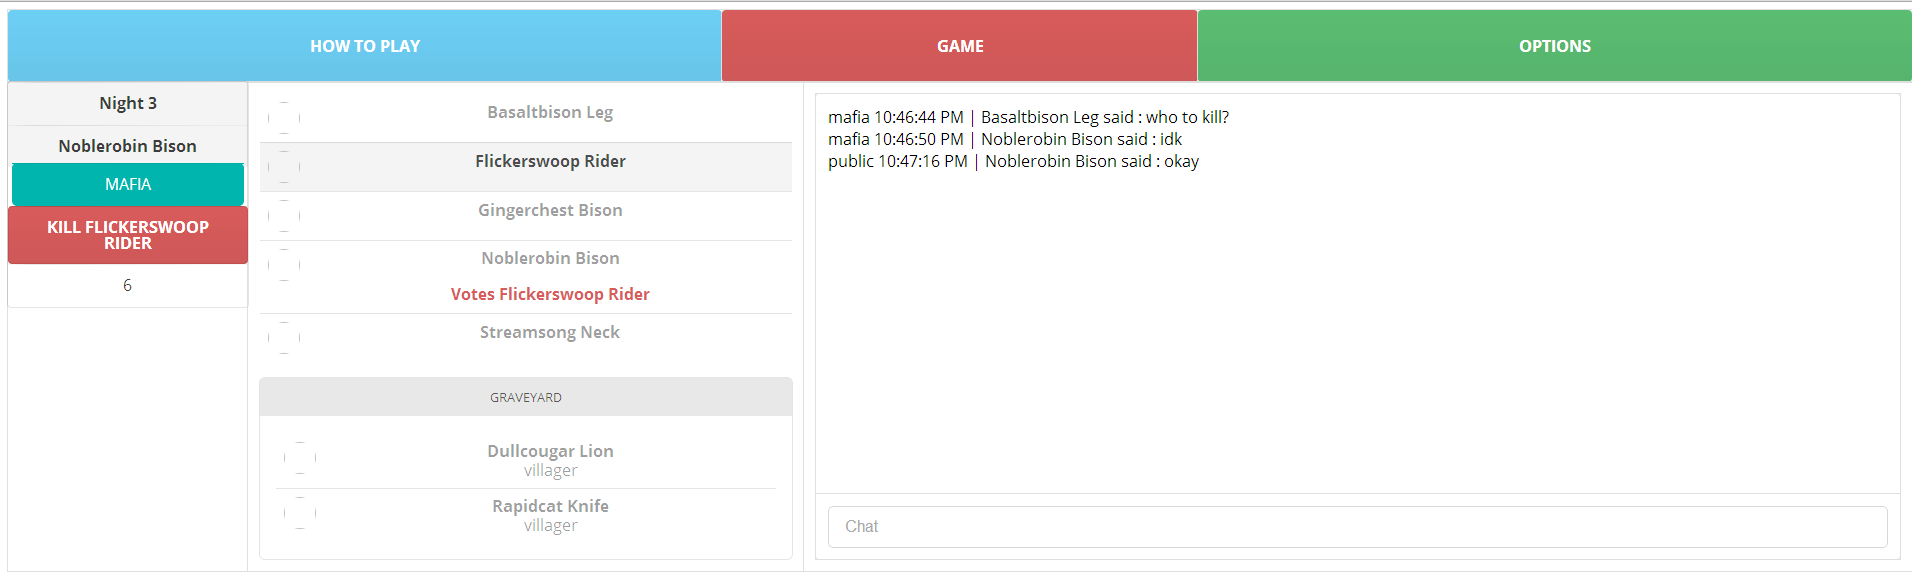 HOW TO PLAY
GAME
OPTIONS
Night 3
Noblerobin Bison
MAFIA
KILL FLICKERSWOOP
RIDER
6
Basaltbison Leg
Flickerswoop Rider
Gingerchest Bison
Noblerobin Bison
Votes Flickerswoop Rider
Streamsong Neck
GRAVEYARD
Dullcougar Lion
villager
Rapidcat Knife
villager
mafia 10:46:44 PM | Basaltbison Leg said : who to kill?
mafia 10:46:50 PM | Noblerobin Bison said : idk
public 10:47:16 PM | Noblerobin Bison said : okay
Chat